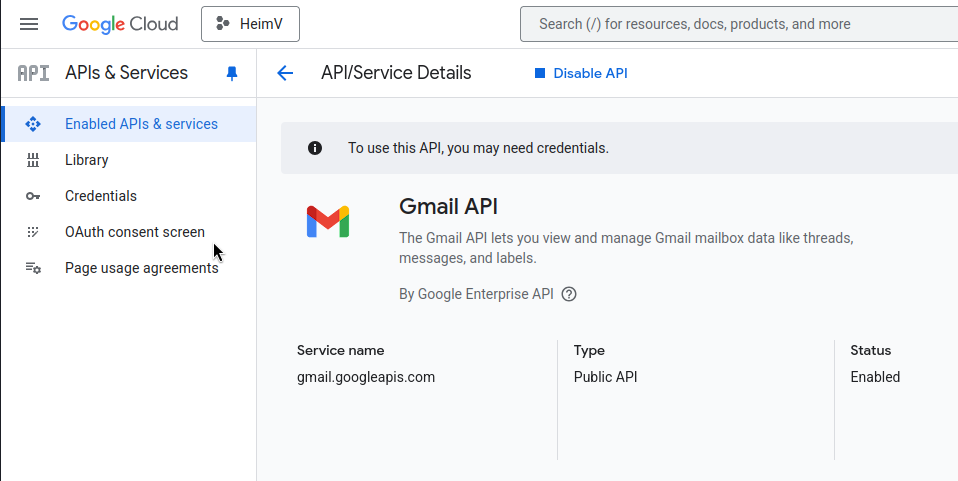 Google Cloud
HeimV
Search (/) for resources, docs, products, and more
API
APIs & Services
API/Service Details
Disable API
Enabled APIs & services
Library
Credentials
OAuth consent screen
Page usage agreements
To use this API, you may need credentials.
Gmail API
The Gmail API lets you view and manage Gmail mailbox data like threads,
messages, and labels.
By Google Enterprise API
Service name
gmail.googleapis.com
Type
Public API
Status
Enabled